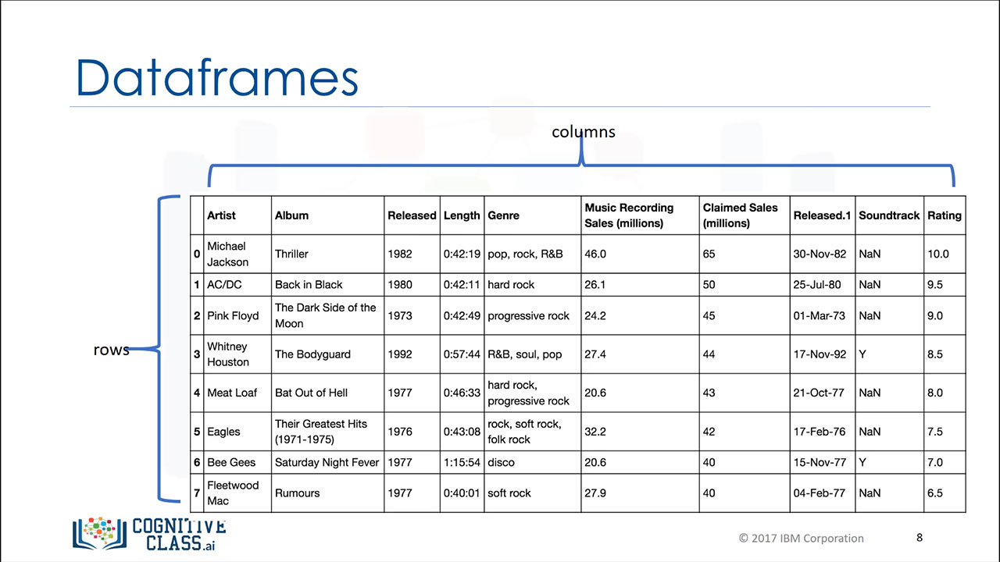 Dataframes
columns
rows
Artist Album Released Length Genre Music Recording Sales (millions) Claimed Sales (millions) Released.1 Soundtrack Rating
0 Michael Jackson Thriller 1982 0:42:19 pop, rock, R&B 46.0 65 30-Nov-82 NaN 10.0
1 AC/DC Back in Black 1980 0:42:11 hard rock 26.1 50 25-Jul-80 NaN 9.5
2 Pink Floyd The Dark Side of the Moon 1973 0:42:49 progressive rock 24.2 45 01-Mar-73 NaN 9.0
3 Whitney Houston The Bodyguard 1992 0:57:44 R&B, soul, pop 27.4 44 17-Nov-92 Y 8.5
4 Meat Loaf Bat Out of Hell 1977 0:46:33 hard rock, progressive rock 20.6 43 21-Oct-77 NaN 8.0
5 Eagles Their Greatest Hits (1971-1975) 1976 0:43:08 rock, soft rock, folk rock 32.2 42 17-Feb-76 NaN 7.5
6 Bee Gees Saturday Night Fever 1977 1:15:54 disco 20.6 40 15-Nov-77 Y 7.0
7 Fleetwood Mac Rumours 1977 0:40:01 soft rock 27.9 40 04-Feb-77 NaN 6.5
COGNITIVE
CLASS.ai
© 2017 IBM Corporation
8